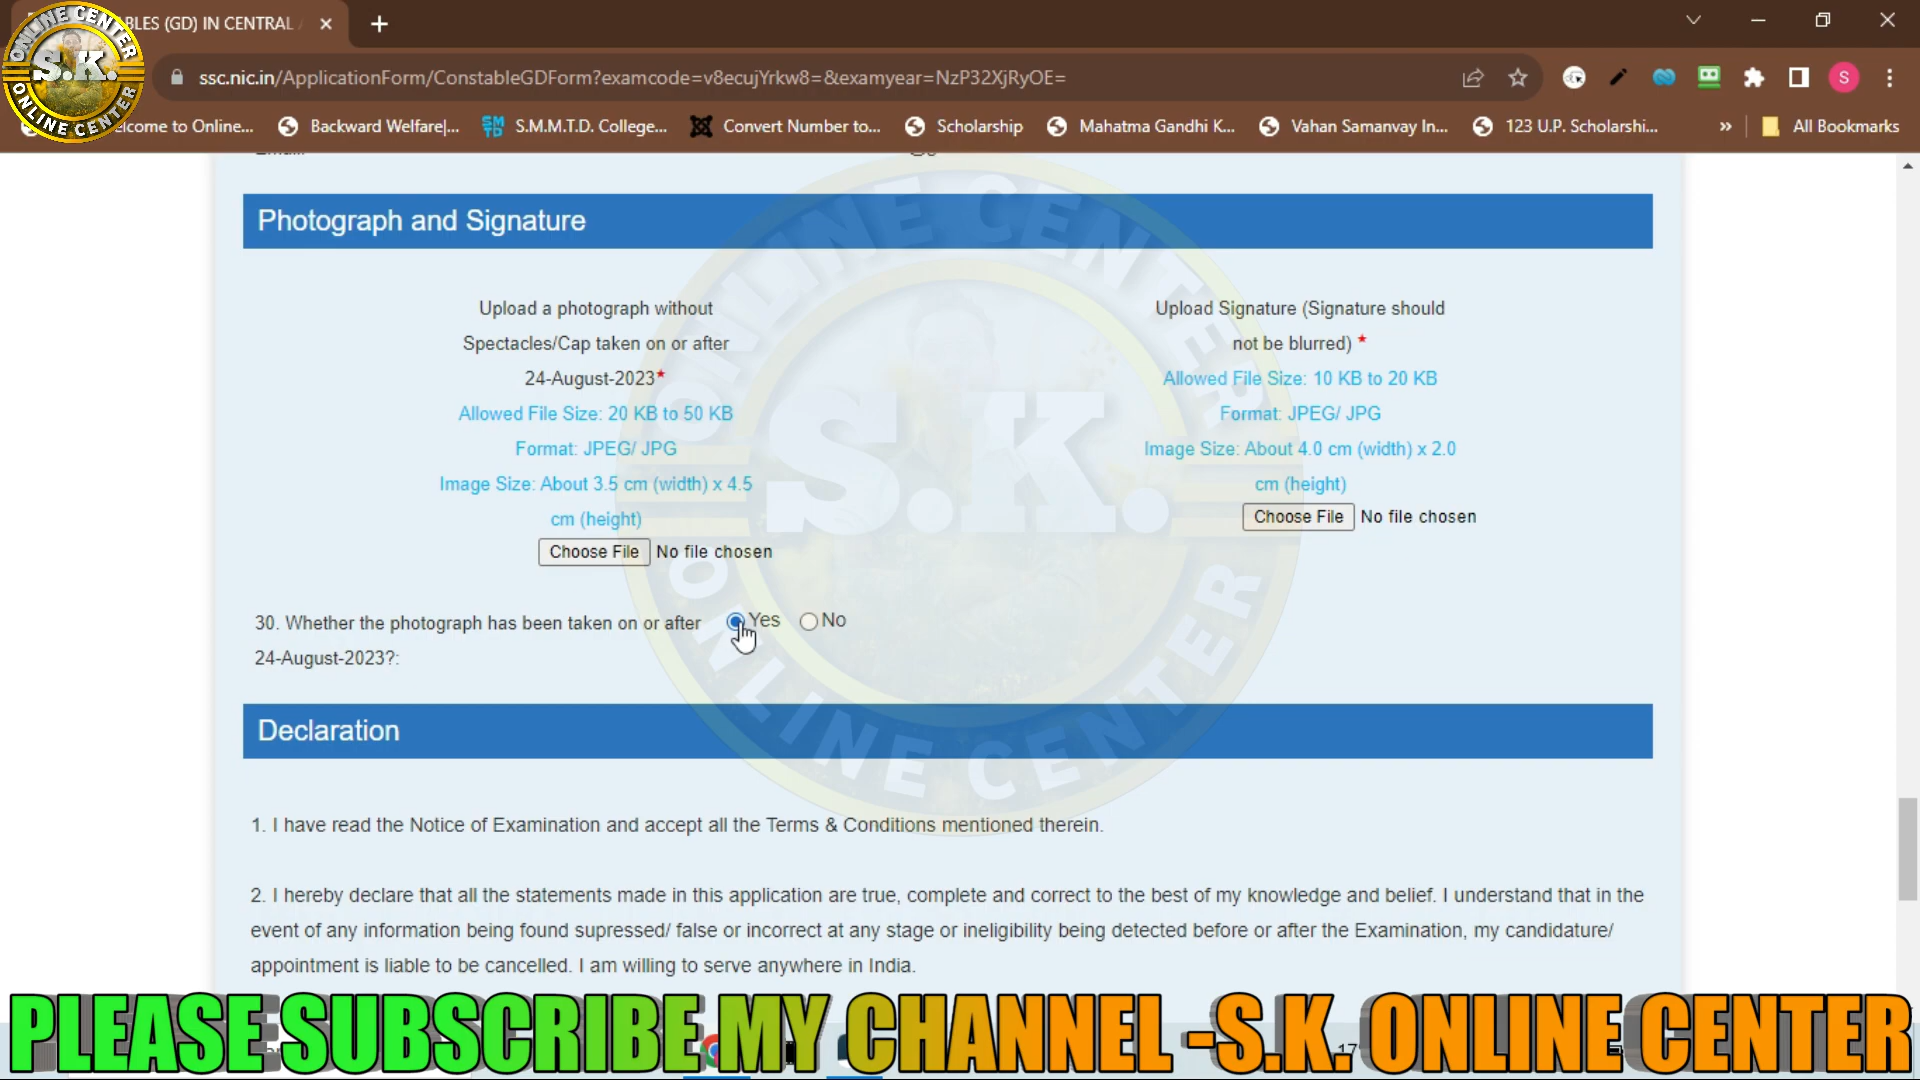 ONLINE CENTER
S.K.
ONLINE CENTER
BLES (GD) IN CENTRAL
ssc.nic.in/ApplicationForm/ConstableGDForm?examcode=v8ecujYrkw8=&examyear=NzP32XjRyOE=
S
elcome to Online...
Backward Welfare|...
S.M.M.T.D. College...
Convert Number to...
Scholarship
Mahatma Gandhi K...
Vahan Samanvay In...
123 U.P. Scholarshi...
»
All Bookmarks
Photograph and Signature
Upload a photograph without
Spectacles/Cap taken on or after
24-August-2023*
Allowed File Size: 20 KB to 50 KB
Format: JPEG/ JPG
Image Size: About 3.5 cm (width) x 4.5
cm (height)
Choose File No file chosen
Upload Signature (Signature should
not be blurred) *
Allowed File Size: 10 KB to 20 KB
Format: JPEG/ JPG
Image Size: About 4.0 cm (width) x 2.0
cm (height)
Choose File No file chosen
ONLINE CENTER
S.K.
ONLINE CENTER
30. Whether the photograph has been taken on or after
24-August-2023?:
Yes No
Declaration
1. I have read the Notice of Examination and accept all the Terms & Conditions mentioned therein.
2. I hereby declare that all the statements made in this application are true, complete and correct to the best of my knowledge and belief. I understand that in the
event of any information being found supressed/ false or incorrect at any stage or ineligibility being detected before or after the Examination, my candidature/
appointment is liable to be cancelled. I am willing to serve anywhere in India.
PLEASE SUBSCRIBE MY CHANNEL -S.K. ONLINE CENTER